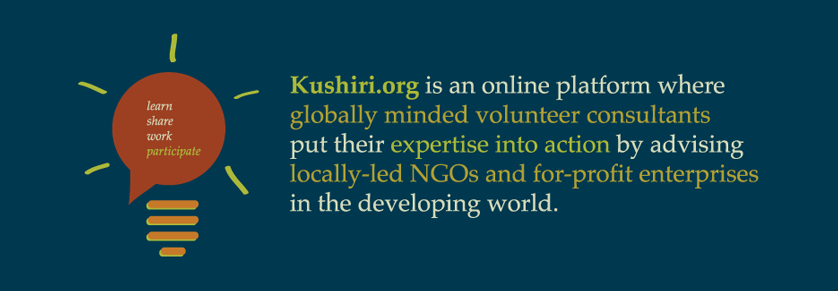 learn
share
work
participate
Kushiri.org is an online platform where
globally minded volunteer consultants
put their expertise into action by advising
locally-led NGOs and for-profit enterprises
in the developing world.